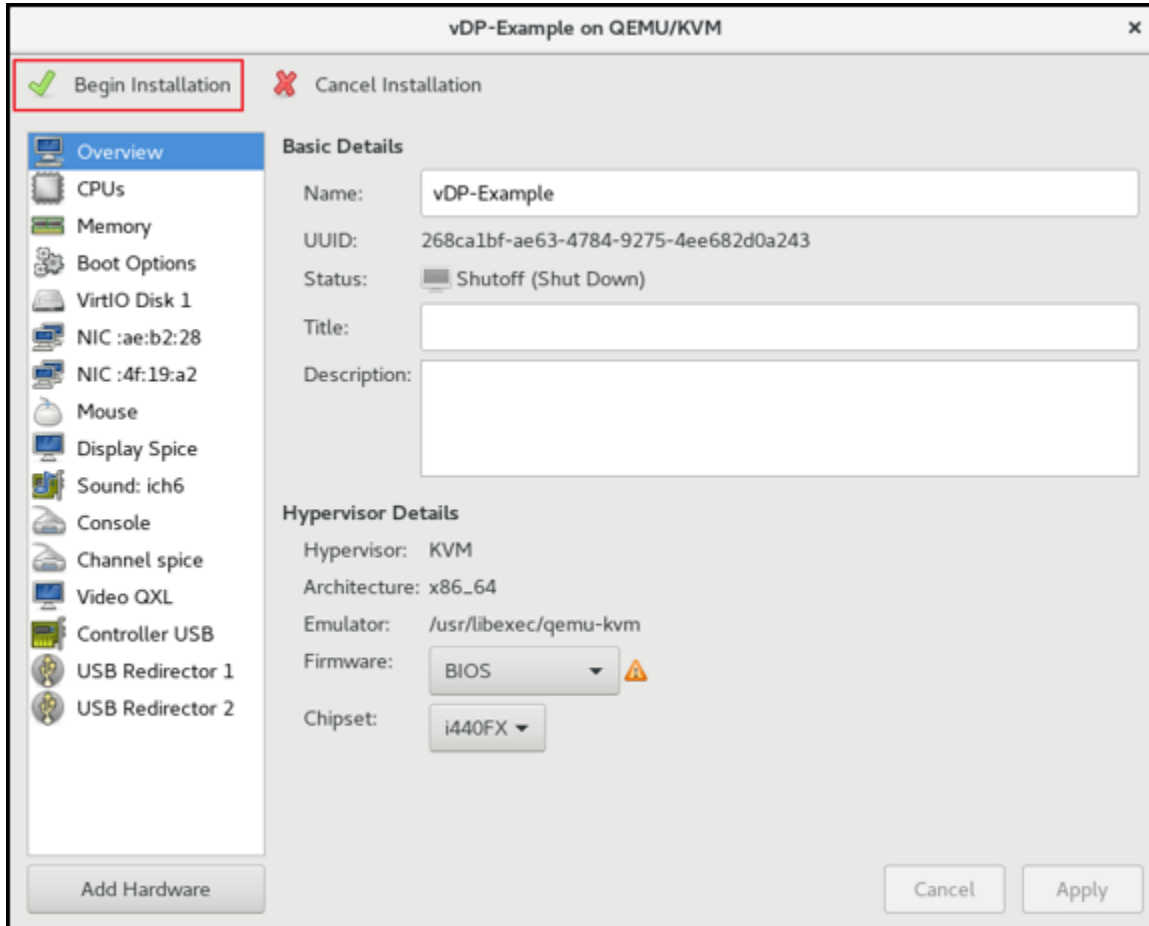 vDP-Example on QEMU/KVM
Begin Installation
Cancel Installation
Overview
CPUs
Memory
Boot Options
VirtIO Disk 1
NIC :ae:b2:28
NIC :4f:19:a2
Mouse
Display Spice
Sound: ich6
Console
Channel spice
Video QXL
Controller USB
USB Redirector 1
USB Redirector 2
Add Hardware
Basic Details
Name: vDP-Example
UUID: 268ca1bf-ae63-4784-9275-4ee682d0a243
Status: Shutoff (Shut Down)
Title:
Description:
Hypervisor Details
Hypervisor: KVM
Architecture: x86_64
Emulator: /usr/libexec/qemu-kvm
Firmware: BIOS
Chipset: i440FX
Cancel
Apply